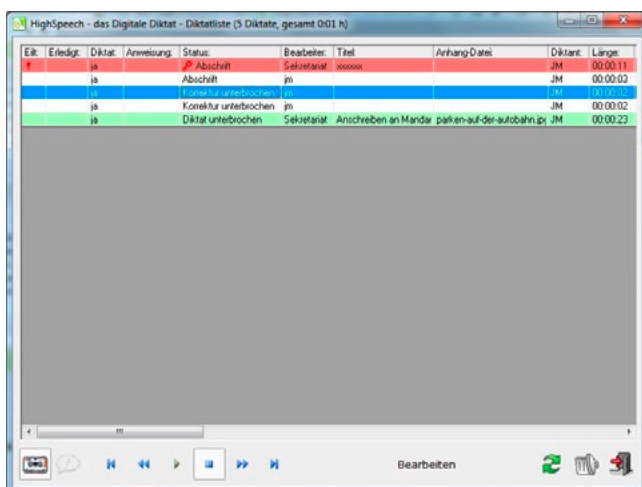 HighSpeech - das Digitale Diktat - Diktatliste (5 Diktate, gesamt 0:01 h)
Eilt: Erledigt: Diktat: Anweisung: Status: Bearbeiter: Titel: Anhang-Datei: Diktant: Länge:
! ja Abschrift Sekretariat xxxxxx JM 00:00:11
ja Abschrift jm JM 00:00:03
ja Korrektur unterbrochen jm JM 00:00:02
ja Korrektur unterbrochen jm JM 00:00:02
ja Diktat unterbrochen Sekretariat Anschreiben an Mandar parken-auf-der-autobahn.jpg JM 00:00:23
Bearbeiten